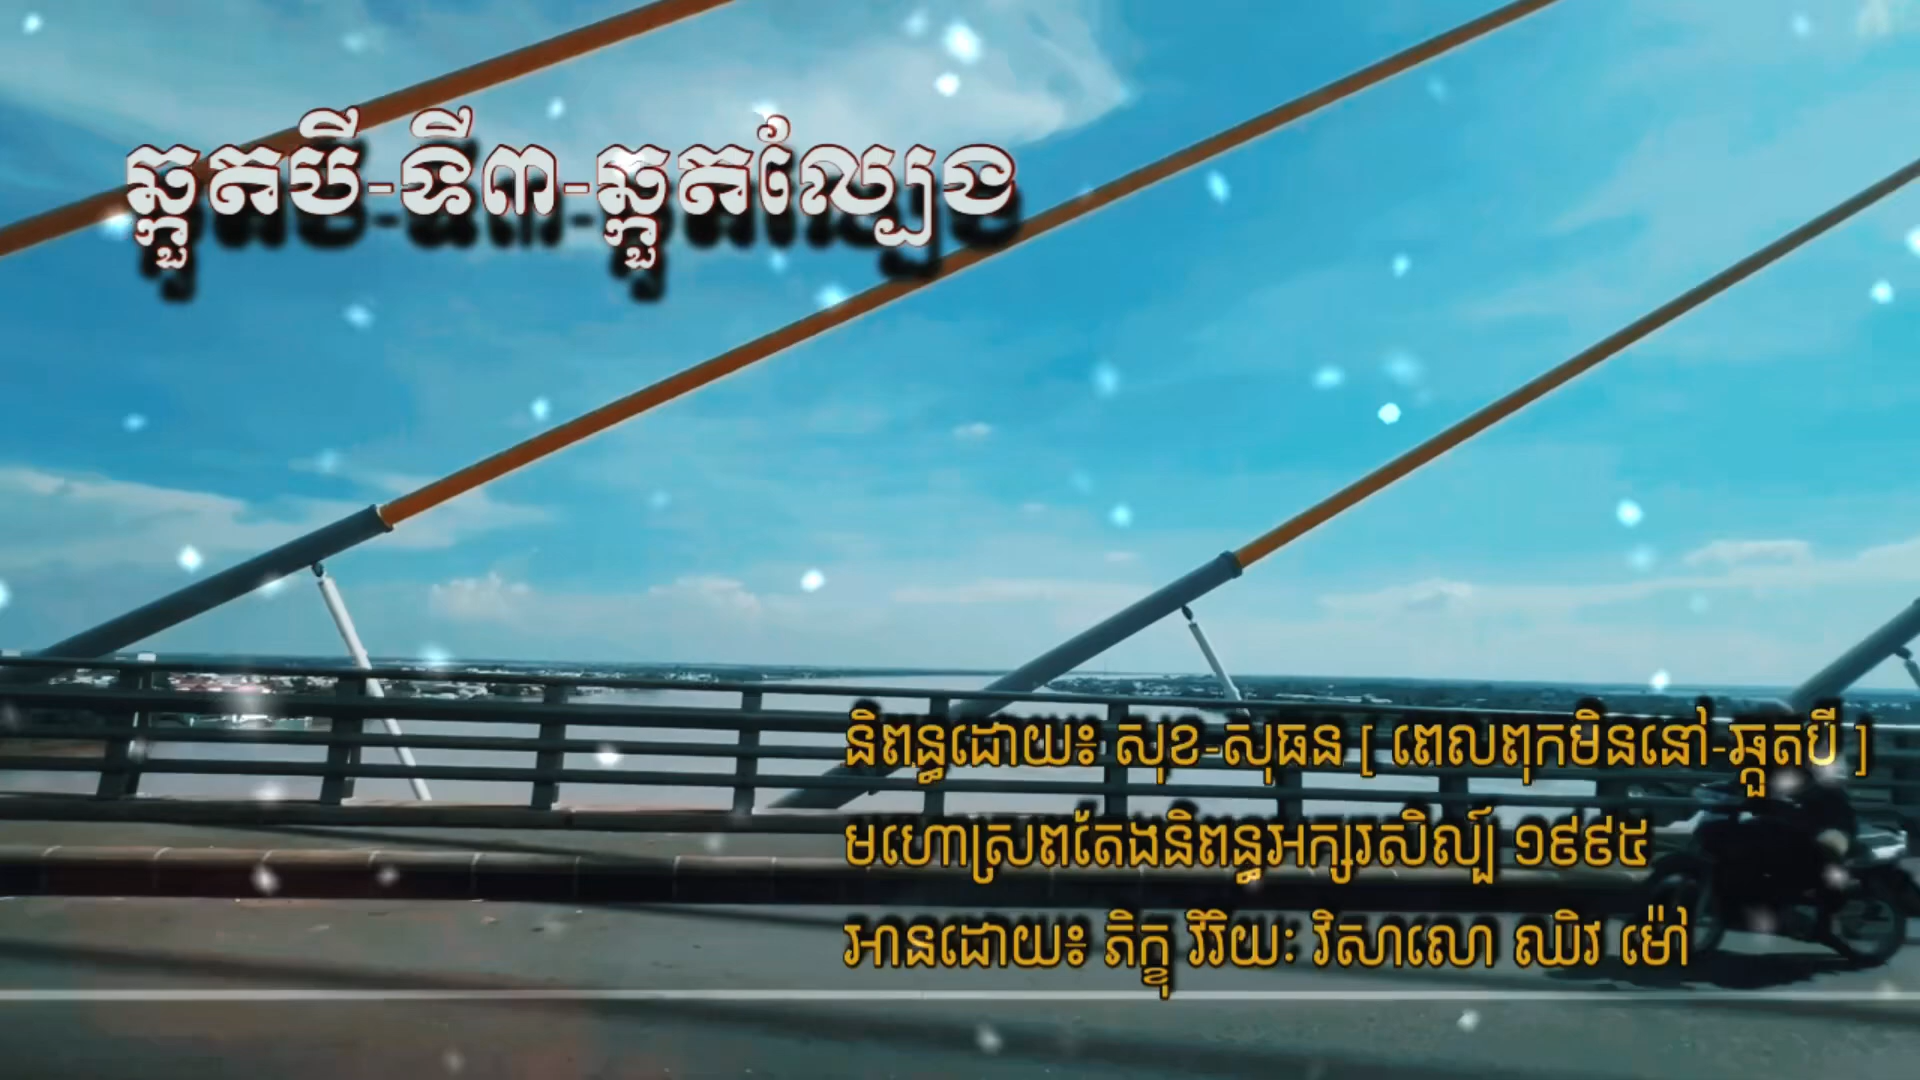 ឆ្កួតបី-ទី៣-ឆ្កួតល្បែង
និពន្ធដោយ៖ សុខ-សុធន [ ពេលពុកមិននៅ-ឆ្កួតបី ]
មហោស្រពតែងនិពន្ធអក្សរសិល្ប៍ ១៩៩៥
អានដោយ៖ ភិក្ខុ វិរិយៈ វិសាលោ ឈិវ ម៉ៅ